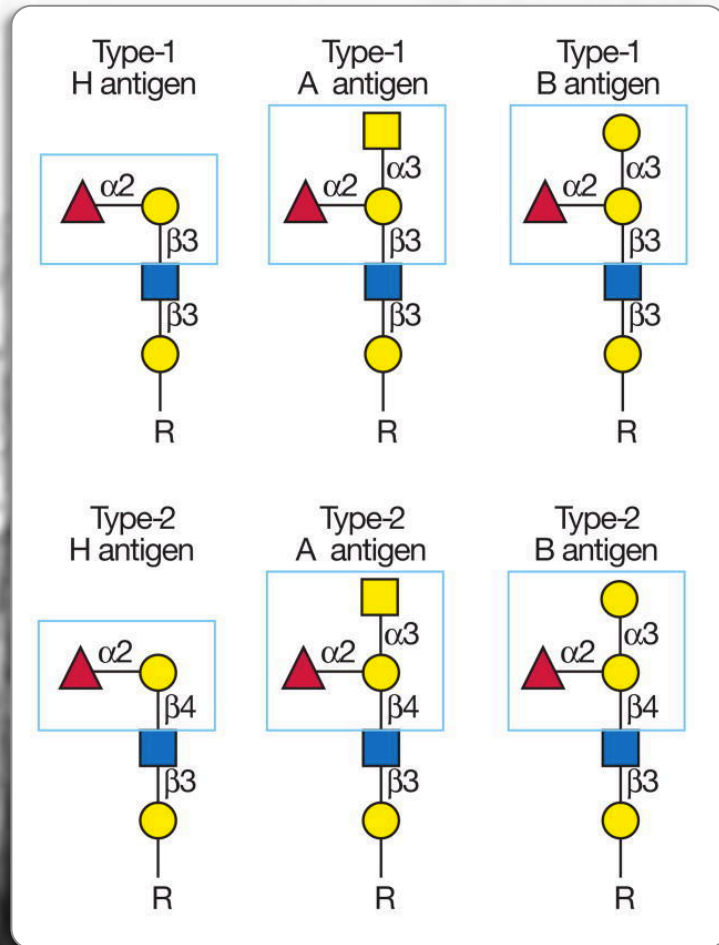 Type-1
H antigen
Type-1
A antigen
Type-1
B antigen
α2
β3
β3
R
α3
α2
β3
β3
R
α3
α2
β3
β3
R
Type-2
H antigen
Type-2
A antigen
Type-2
B antigen
α2
β4
β3
R
α3
α2
β4
β3
R
α3
α2
β4
β3
R